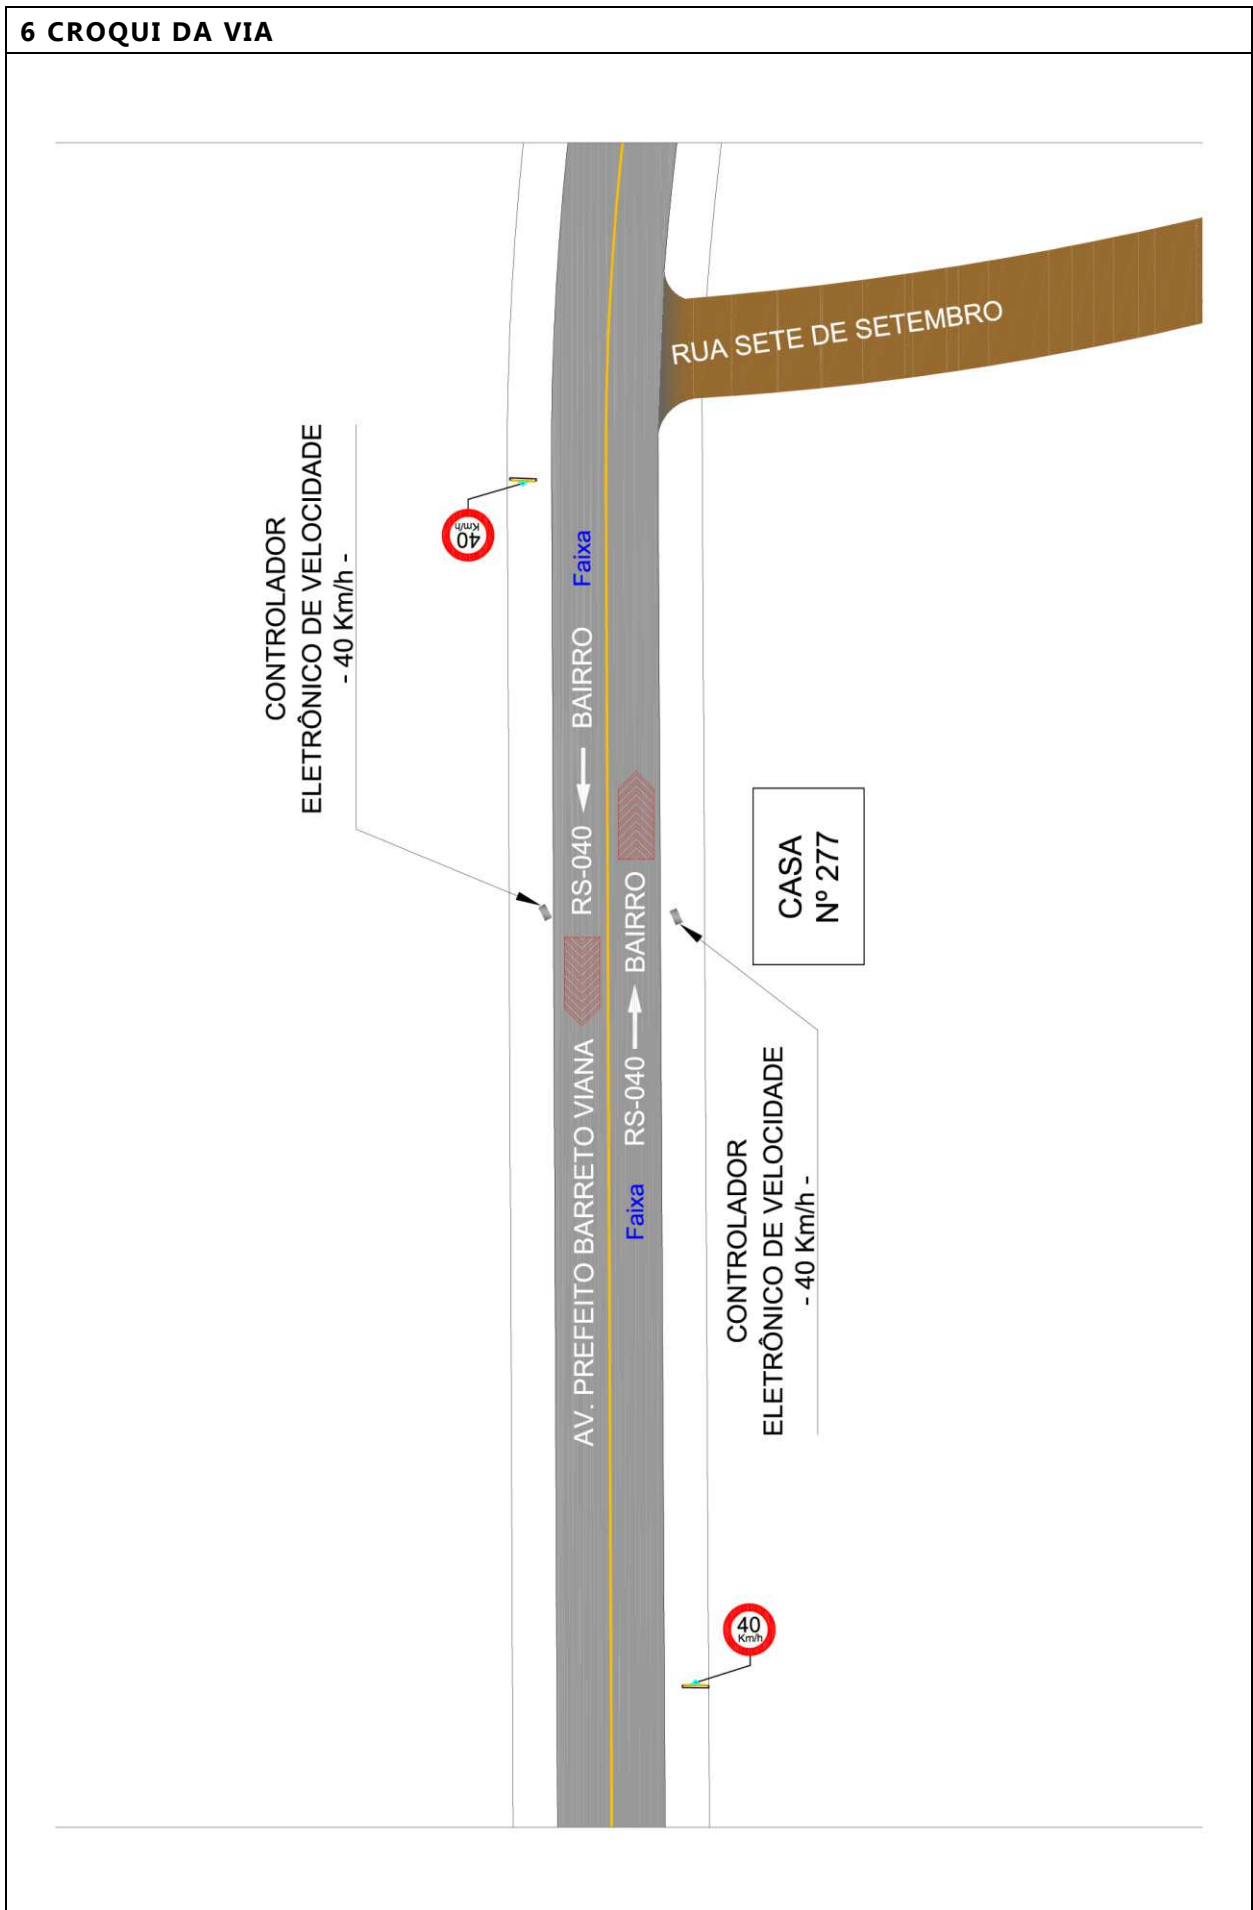 6 CROQUI DA VIA
RUA SETE DE SETEMBRO
CONTROLADOR
ELETRÔNICO DE VELOCIDADE
- 40 Km/h -
40
Km/h
Faixa
RS-040 BAIRRO
AV. PREFEITO BARRETO VIANA
RS-040 BAIRRO
Faixa
CASA
Nº 277
CONTROLADOR
ELETRÔNICO DE VELOCIDADE
- 40 Km/h -
40
Km/h